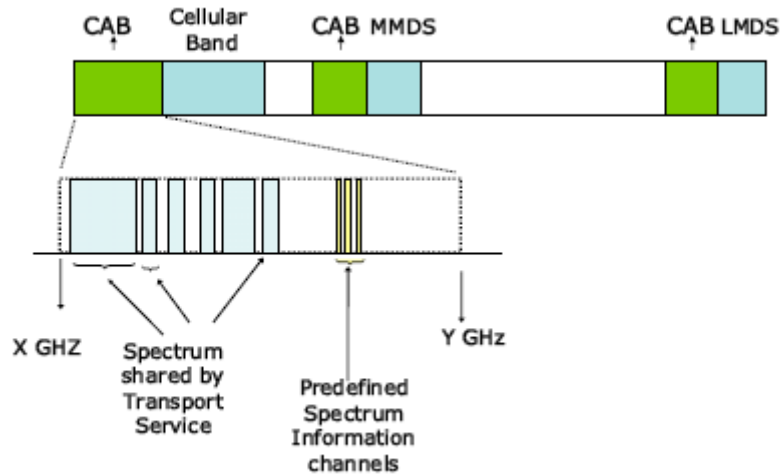 CAB
Cellular
Band
CAB MMDS
CAB LMDS
X GHZ
Y GHz
Spectrum
shared by
Transport
Service
Predefined
Spectrum
Information
channels